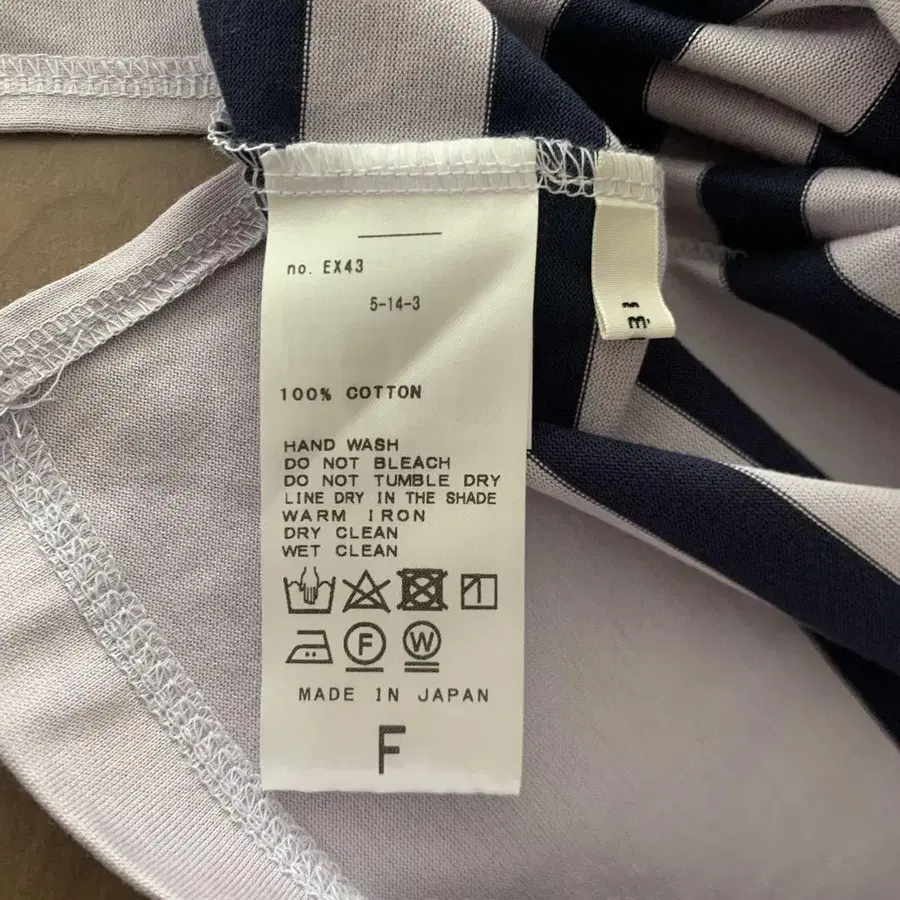 no. EX43
5-14-3
100% COTTON
HAND WASH
DO NOT BLEACH
DO NOT TUMBLE DRY
LINE DRY IN THE SHADE
WARM IRON
DRY CLEAN
WET CLEAN
F W
MADE IN JAPAN
F